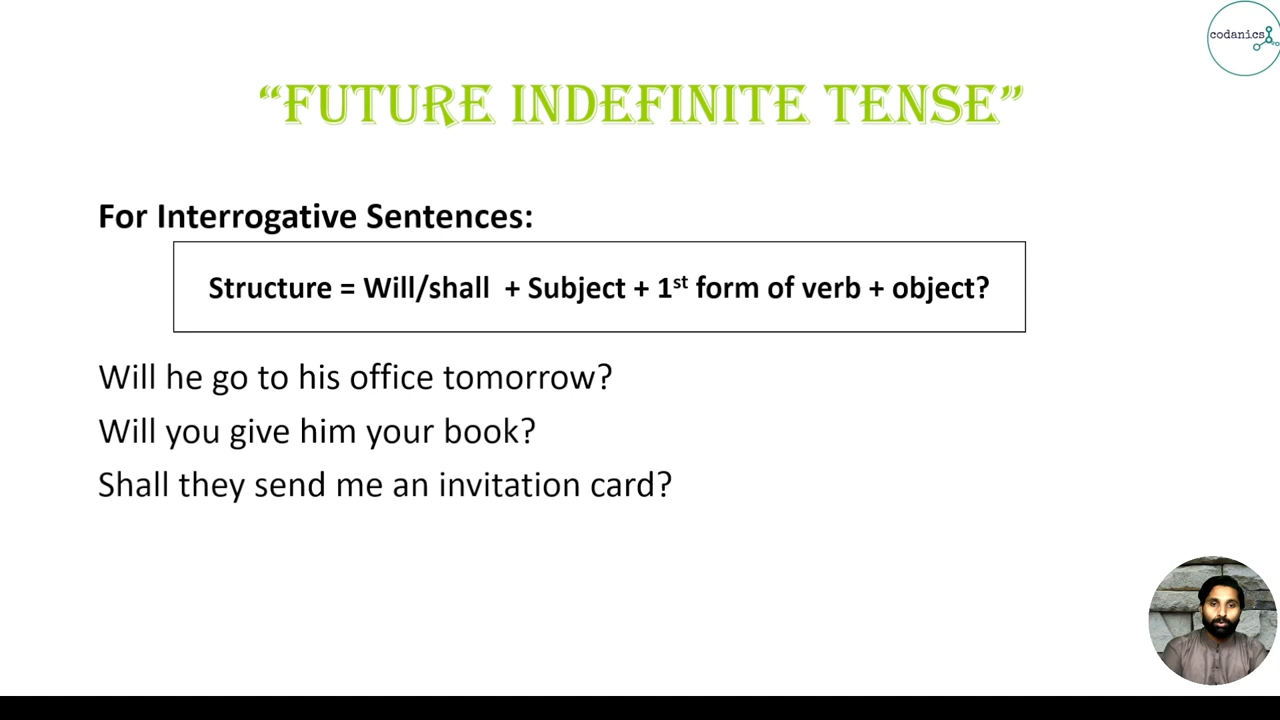 codanics
“FUTURE INDEFINITE TENSE”
For Interrogative Sentences:
Structure = Will/shall + Subject + 1st form of verb + object?
Will he go to his office tomorrow?
Will you give him your book?
Shall they send me an invitation card?